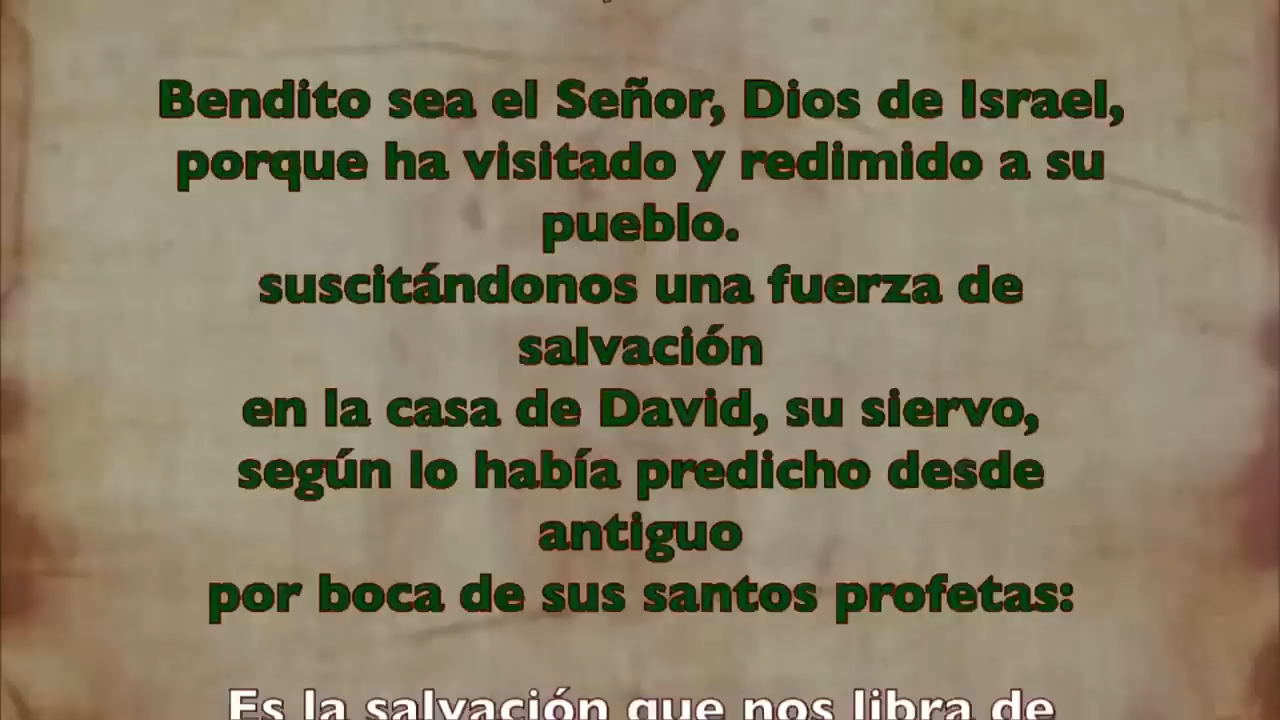 Bendito sea el Señor, Dios de Israel,
porque ha visitado y redimido a su
pueblo.
suscitándonos una fuerza de
salvación
en la casa de David, su siervo,
según lo había predicho desde
antiguo
por boca de sus santos profetas:
Es la salvación que nos libra de